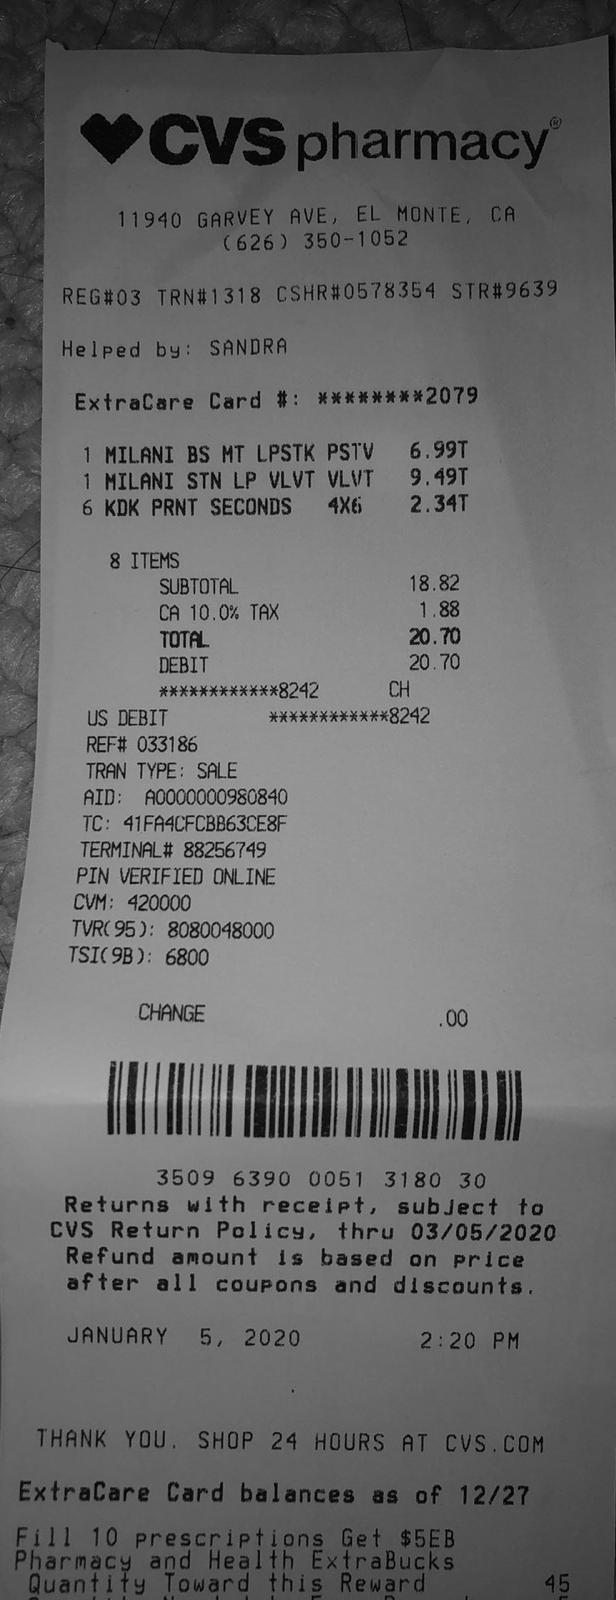 CVS pharmacy®
11940 GARVEY AVE, EL MONTE, CA
(626) 350-1052
REG#03 TRN#1318 CSHR#0578354 STR#9639
Helped by: SANDRA
ExtraCare Card #: ********2079
1 MILANI BS MT LPSTK PSTV 6.99T
1 MILANI STN LP VLVT VLVT 9.49T
6 KDK PRNT SECONDS 4X6 2.34T
8 ITEMS
SUBTOTAL 18.82
CA 10.0% TAX 1.88
TOTAL 20.70
DEBIT 20.70
************8242 CH
US DEBIT ************8242
REF# 033186
TRAN TYPE: SALE
AID: A0000000980840
TC: 41FA4CFCBB63CE8F
TERMINAL# 88256749
PIN VERIFIED ONLINE
CVM: 420000
TVR(95): 8080048000
TSI(9B): 6800
CHANGE .00
3509 6390 0051 3180 30
Returns with receipt, subject to
CVS Return Policy, thru 03/05/2020
Refund amount is based on price
after all coupons and discounts.
JANUARY 5, 2020 2:20 PM
THANK YOU. SHOP 24 HOURS AT CVS.COM
ExtraCare Card balances as of 12/27
Fill 10 prescriptions Get $5EB
Pharmacy and Health ExtraBucks
Quantity Toward this Reward 45